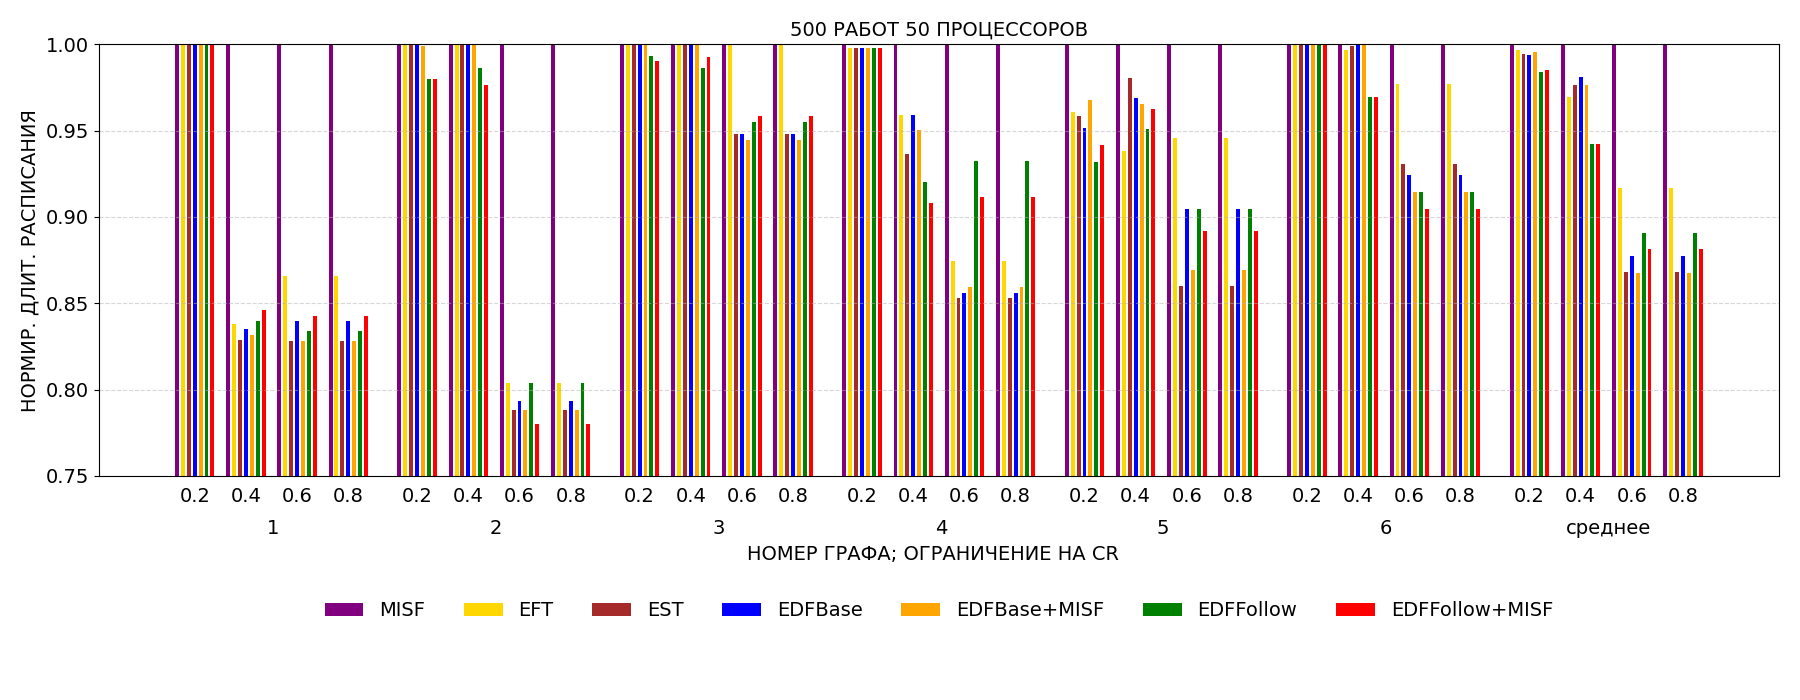 500 РАБОТ 50 ПРОЦЕССОРОВ
НОРМИР. ДЛИТ. РАСПИСАНИЯ
1.00
0.95
0.90
0.85
0.80
0.75
0.2 0.4 0.6 0.8 0.2 0.4 0.6 0.8 0.2 0.4 0.6 0.8 0.2 0.4 0.6 0.8 0.2 0.4 0.6 0.8 0.2 0.4 0.6 0.8 0.2 0.4 0.6 0.8
1 2 3 4 5 6 среднее
НОМЕР ГРАФА; ОГРАНИЧЕНИЕ НА CR
MISF EFT EST EDFBase EDFBase+MISF EDFFollow EDFFollow+MISF